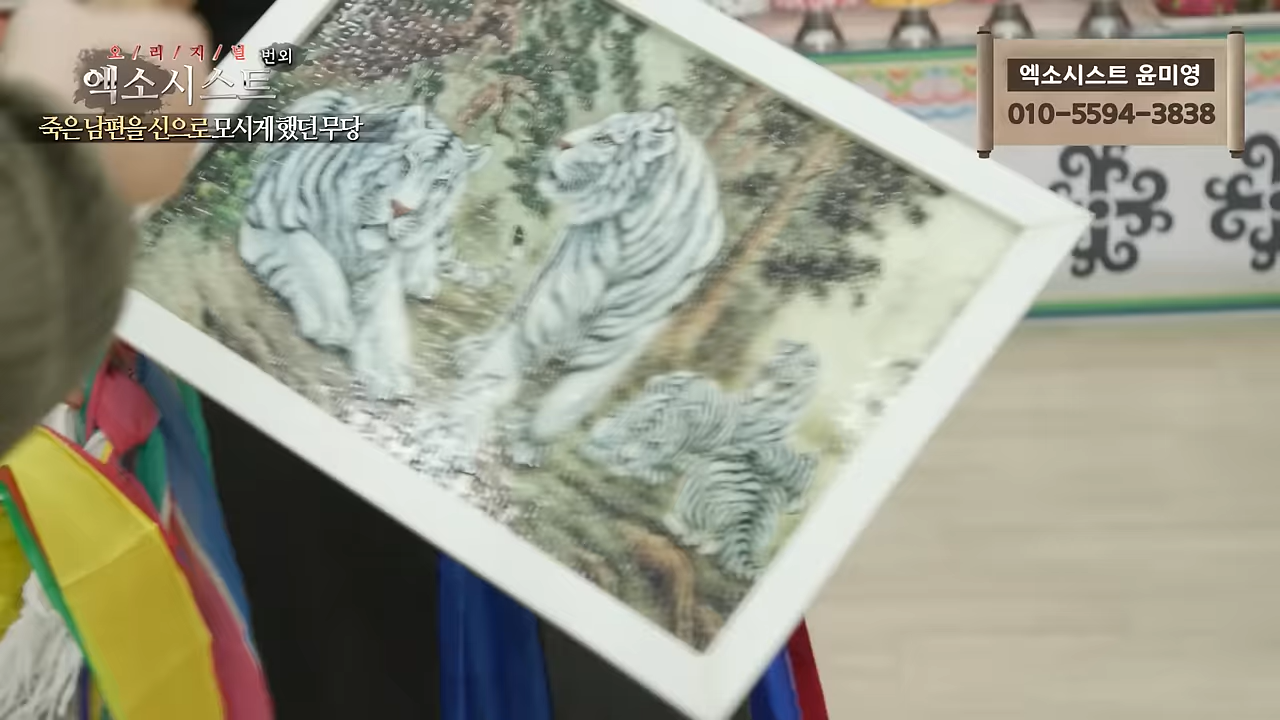 오/리/지/널 번외
엑소시스트
죽은 남편을 신으로 모시게 했던 무당
엑소시스트 윤미영
010-5594-3838